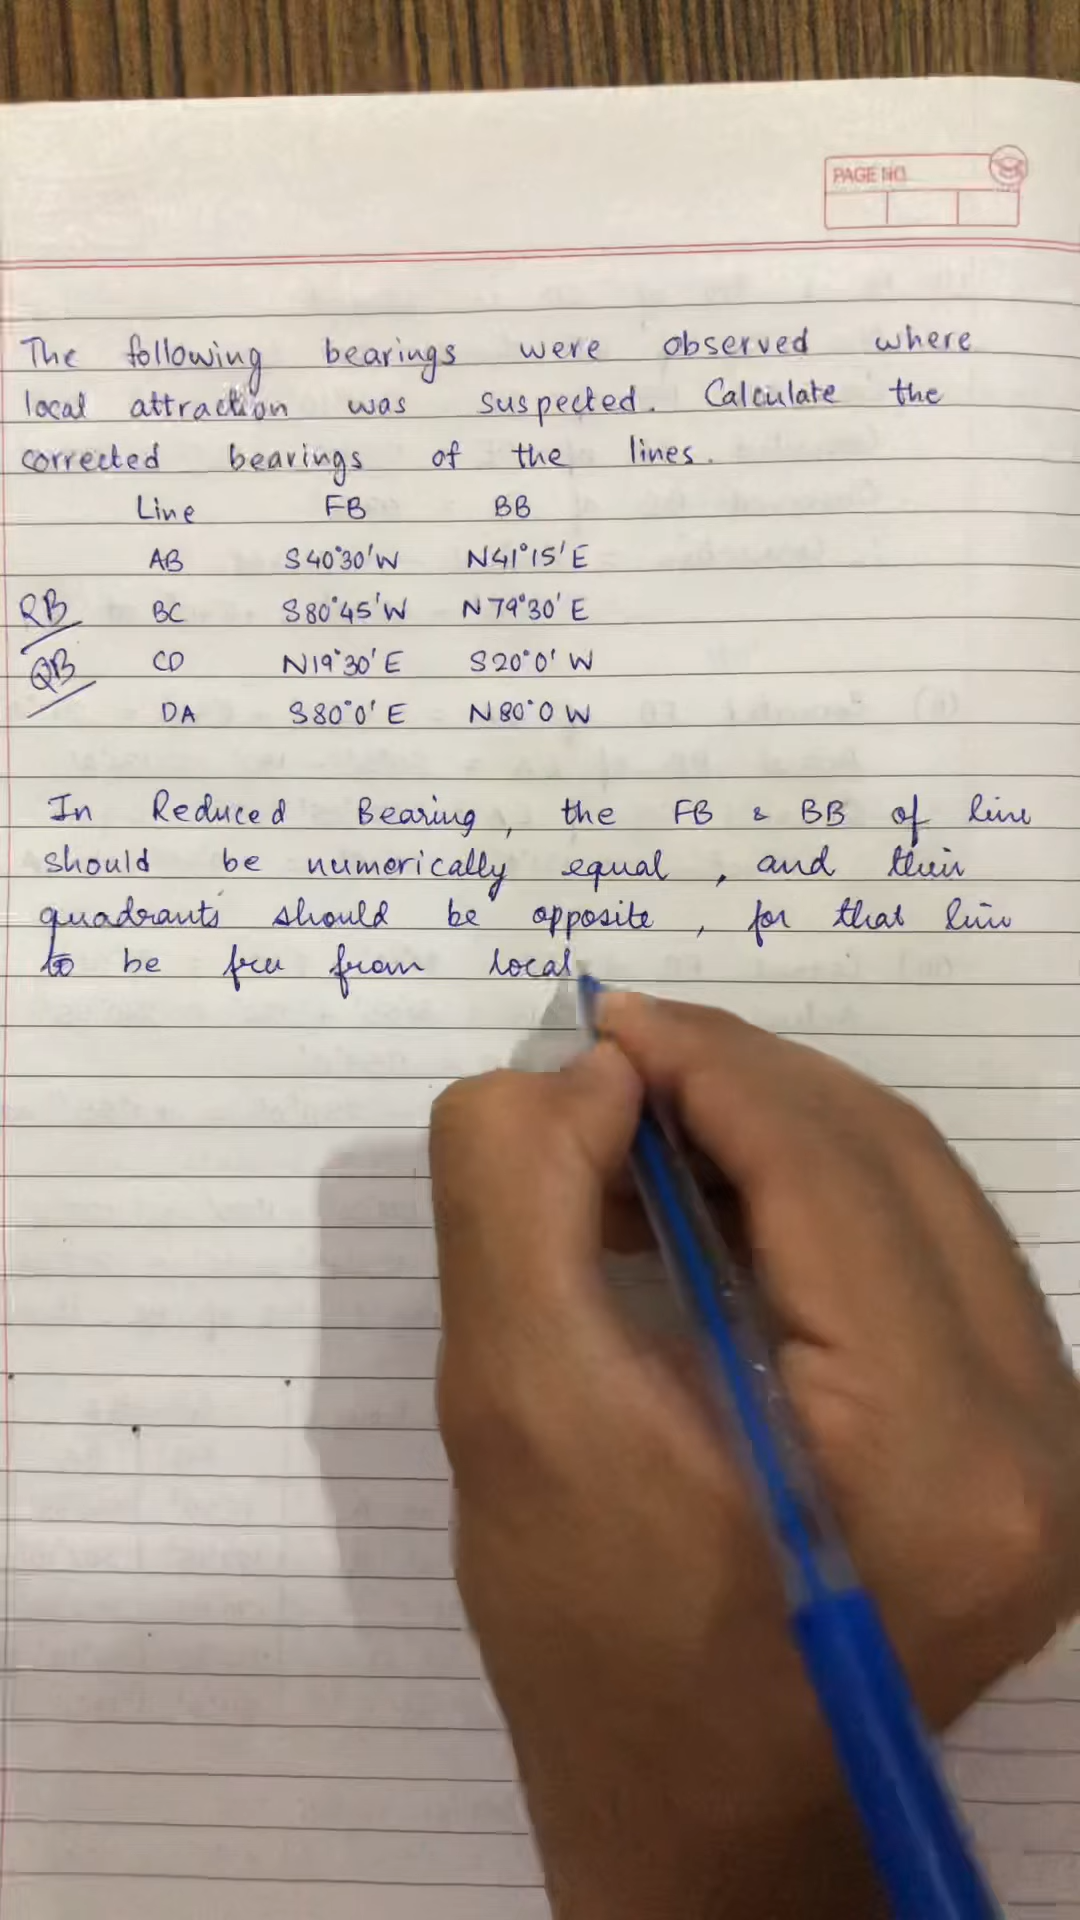 PAGE NO.
The following bearings were observed where
local attraction was suspected. Calculate the
corrected bearings of the lines.
Line FB BB
AB S40°30'W N41°15'E
RB BC S80°45'W N79°30'E
QB CD N19°30'E S20°0'W
DA S80°0'E N80°0 W
In Reduced Bearing, the FB & BB of line
should be numerically equal, and their
quadrants should be opposite, for that line
to be free from local